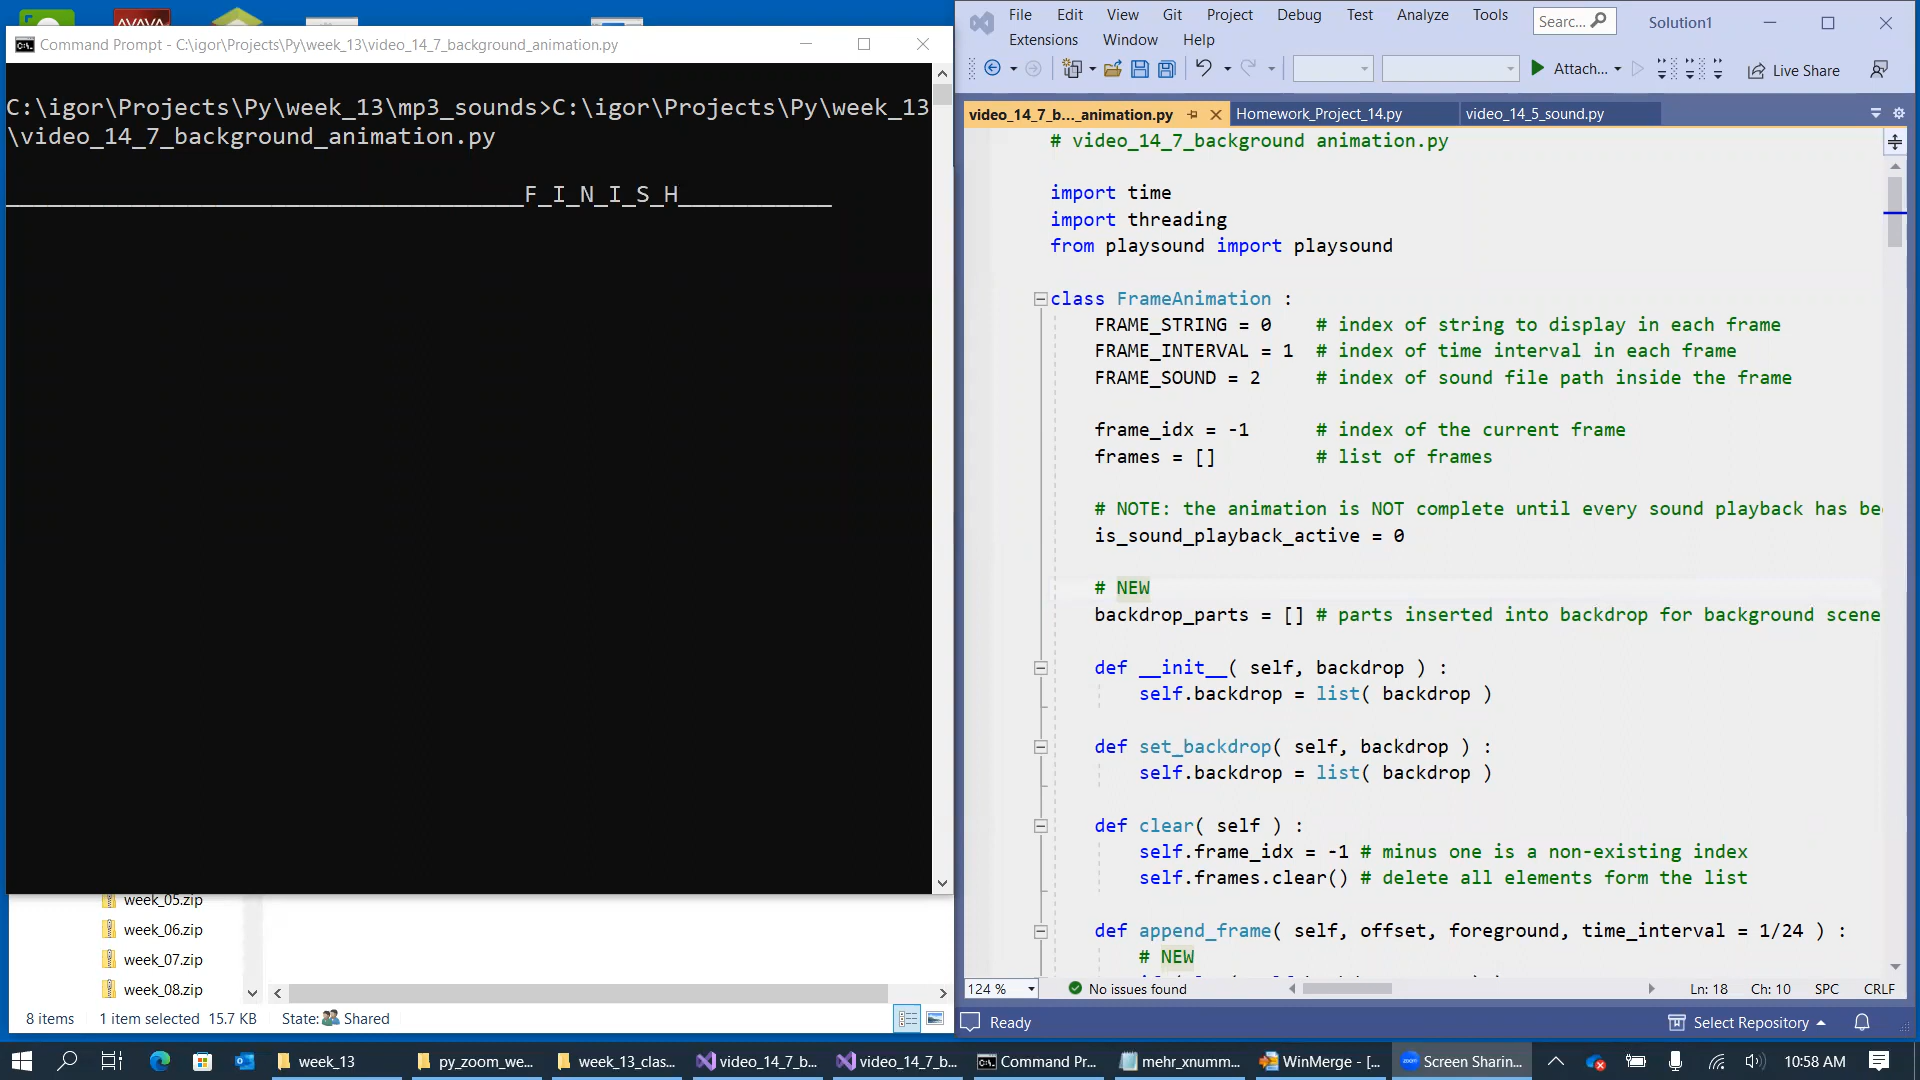 AVAYA
Command Prompt - C:\igor\Projects\Py\week_13\video_14_7_background_animation.py
C:\igor\Projects\Py\week_13\mp3_sounds>C:\igor\Projects\Py\week_13
\video_14_7_background_animation.py
F_I_N_I_S_H
week_05.zip
week_06.zip
week_07.zip
week_08.zip
8 items 1 item selected 15.7 KB State: Shared
File Edit View Git Project Debug Test Analyze Tools Searc... Solution1
Extensions Window Help
Attach... Live Share
video_14_7_b..._animation.py Homework_Project_14.py video_14_5_sound.py
# video_14_7_background animation.py
import time
import threading
from playsound import playsound
class FrameAnimation :
FRAME_STRING = 0 # index of string to display in each frame
FRAME_INTERVAL = 1 # index of time interval in each frame
FRAME_SOUND = 2 # index of sound file path inside the frame
frame_idx = -1 # index of the current frame
frames = [] # list of frames
# NOTE: the animation is NOT complete until every sound playback has
is_sound_playback_active = 0
# NEW
backdrop_parts = [] # parts inserted into backdrop for background scene
def __init__( self, backdrop ) :
self.backdrop = list( backdrop )
def set_backdrop( self, backdrop ) :
self.backdrop = list( backdrop )
def clear( self ) :
self.frame_idx = -1 # minus one is a non-existing index
self.frames.clear() # delete all elements form the list
def append_frame( self, offset, foreground, time_interval = 1/24 ) :
# NEW
124 % No issues found Ln: 18 Ch: 10 SPC CRLF
Ready Select Repository
week_13 py_zoom_we... week_13_clas... video_14_7_b... video_14_7_b... Command Pr... mehr_xnumm... WinMerge - [... Screen Sharin... 10:58 AM